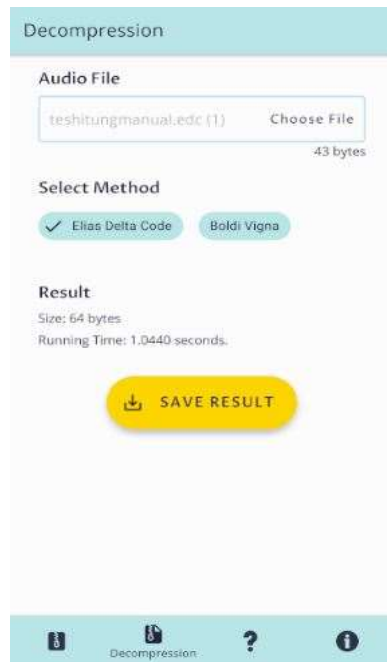 Decompression
Audio File
teshitungmanual.edc (1) Choose File
43 bytes
Select Method
Elias Delta Code Boldi Vigna
Result
Size: 64 bytes
Running Time: 1.0440 seconds.
SAVE RESULT
Decompression